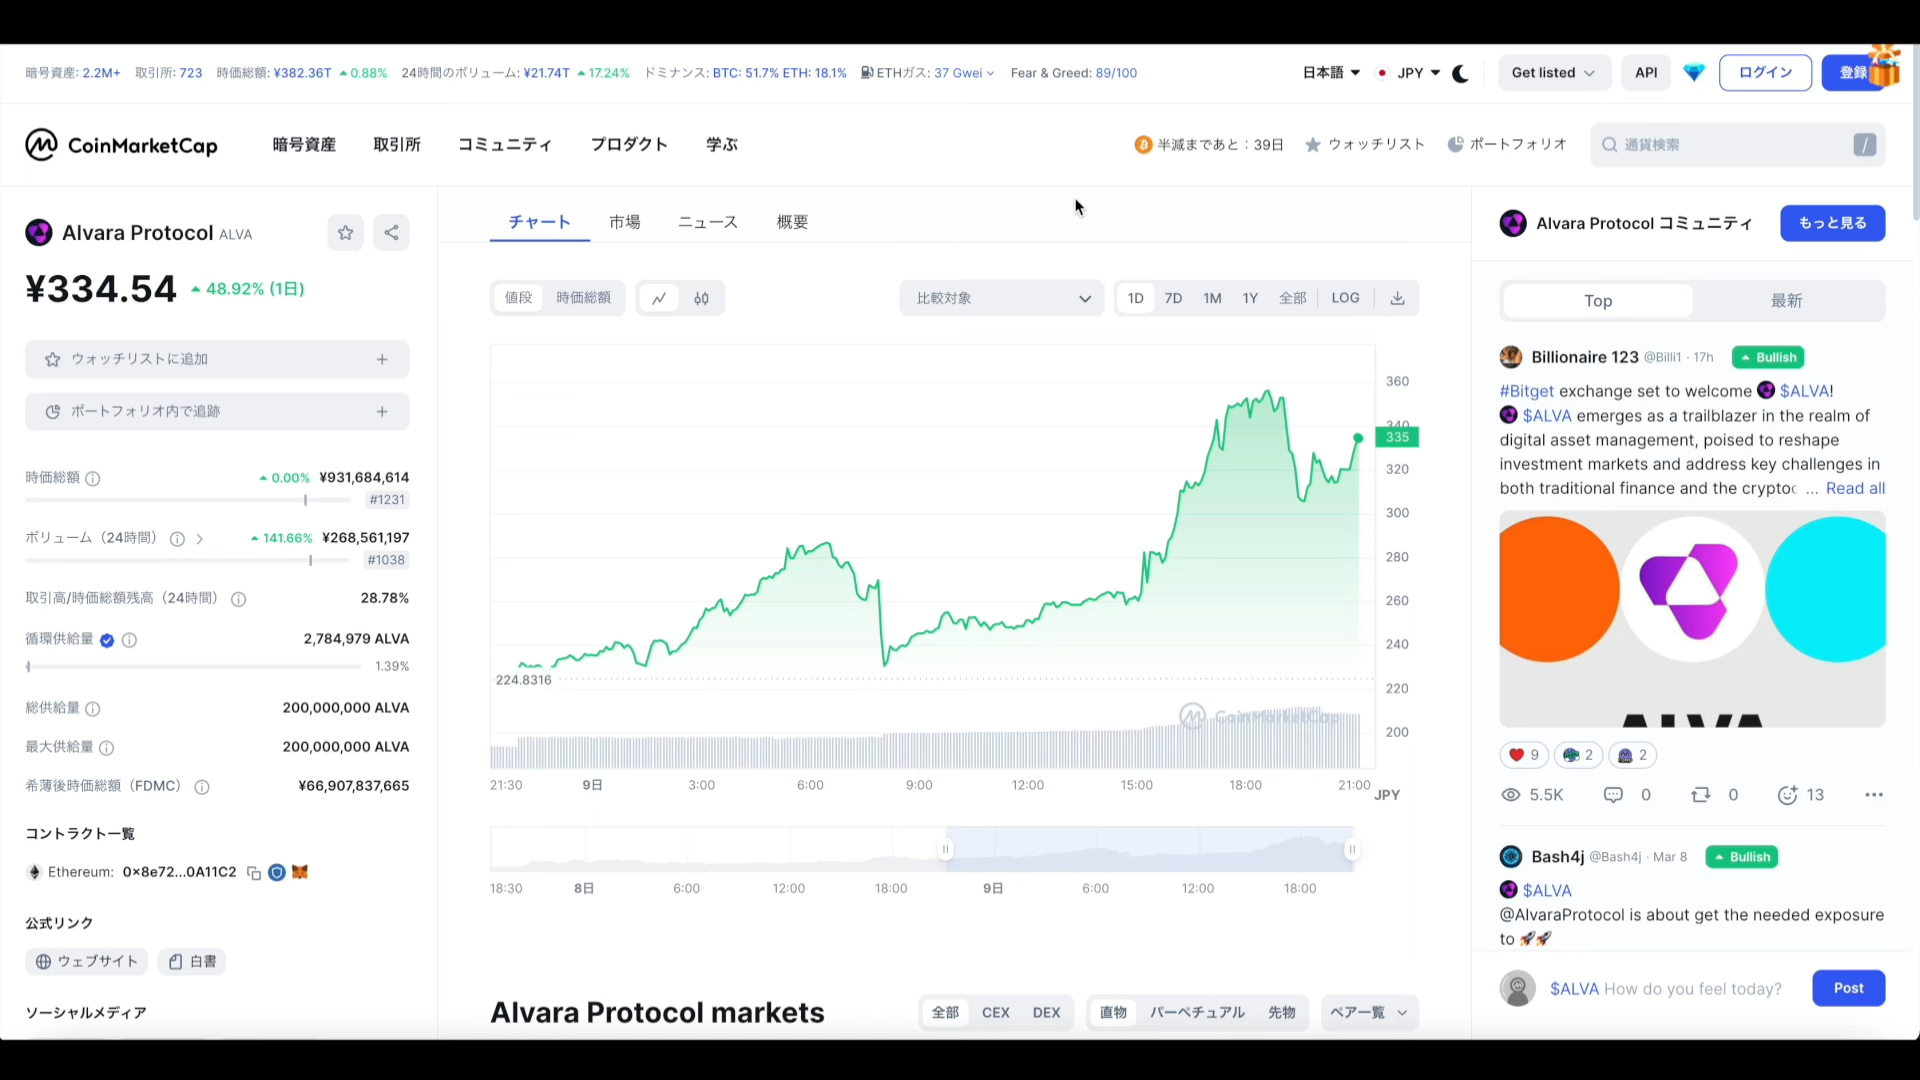 暗号資産: 2.2M+ 取引所: 723 時価総額: ¥382.36T 0.88% 24時間のボリューム: ¥21.74T 17.24% ドミナンス: BTC: 51.7% ETH: 18.1% ETHガス: 37 Gwei Fear & Greed: 89/100
日本語 JPY Get listed API ログイン 登録
CoinMarketCap 暗号資産 取引所 コミュニティ プロダクト 学ぶ 半減まであと：39日 ウォッチリスト ポートフォリオ 通貨検索 /
Alvara Protocol ALVA
¥334.54 48.92% (1日)
ウォッチリストに追加 +
ポートフォリオ内で追跡 +
時価総額 0.00% ¥931,684,614
#1231
ボリューム（24時間） 141.66% ¥268,561,197
#1038
取引高/時価総額残高（24時間） 28.78%
循環供給量 2,784,979 ALVA
1.39%
総供給量 200,000,000 ALVA
最大供給量 200,000,000 ALVA
希薄後時価総額（FDMC） ¥66,907,837,665
コントラクト一覧
Ethereum: 0x8e72...0A11C2
公式リンク
ウェブサイト 白書
ソーシャルメディア
チャート 市場 ニュース 概要
値段 時価総額 比較対象 1D 7D 1M 1Y 全部 LOG
360
340
335
320
300
280
260
240
224.8316
220
CoinMarketCap
200
21:30 9日 3:00 6:00 9:00 12:00 15:00 18:00 21:00 JPY
18:30 8日 6:00 12:00 18:00 9日 6:00 12:00 18:00
Alvara Protocol markets 全部 CEX DEX 直物 パーペチュアル 先物 ペア一覧
Alvara Protocol コミュニティ もっと見る
Top 最新
Billionaire 123 @Billi1 · 17h Bullish
#Bitget exchange set to welcome $ALVA!
$ALVA emerges as a trailblazer in the realm of
digital asset management, poised to reshape
investment markets and address key challenges in
both traditional finance and the cryptoc ... Read all
ALVA
9 2 2
5.5K 0 0 13
Bash4j @Bash4j · Mar 8 Bullish
$ALVA
@AlvaraProtocol is about get the needed exposure
to 🚀🚀
$ALVA How do you feel today? Post